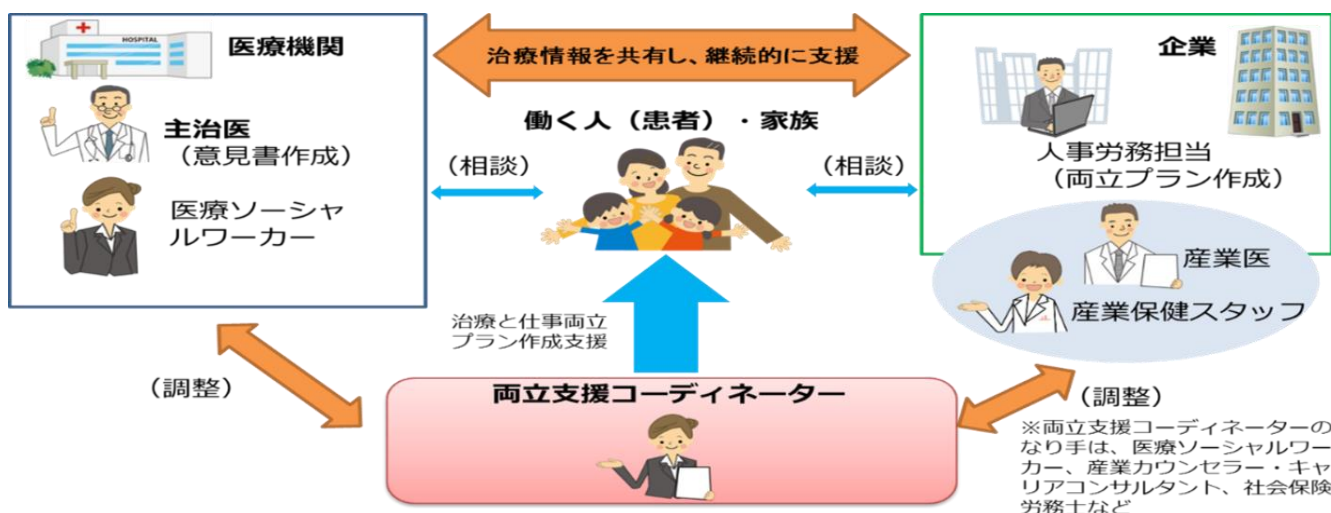 HOSPITAL
医療機関
主治医
（意見書作成）
医療ソーシャ
ルワーカー
治療情報を共有し、継続的に支援
働く人（患者）・家族
（相談）
（相談）
企業
人事労務担当
（両立プラン作成）
産業医
産業保健スタッフ
治療と仕事両立
プラン作成支援
（調整）
両立支援コーディネーター
（調整）
※両立支援コーディネーターの
なり手は、医療ソーシャルワー
カー、産業カウンセラー・キャ
リアコンサルタント、社会保険
労務士など